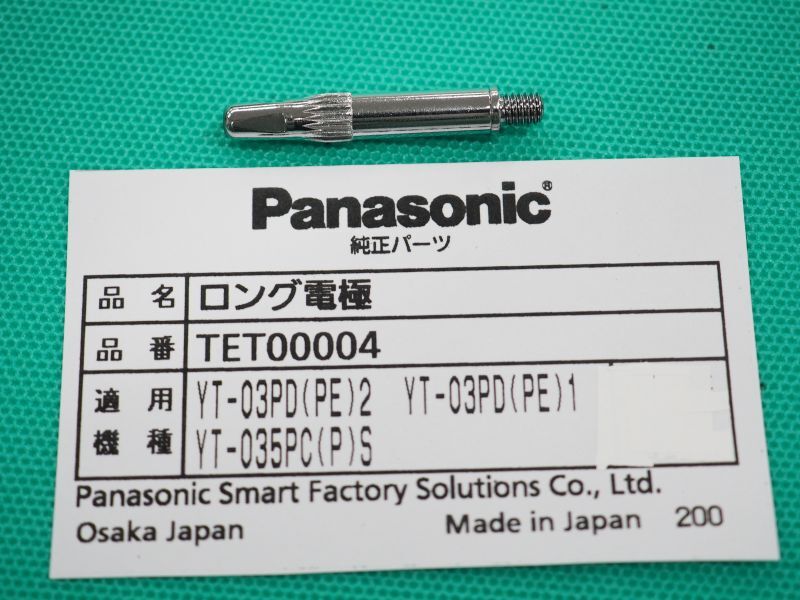 Panasonic®
純正パーツ
品名 ロング電極
品番 TET00004
適用 YT-03PD(PE)2 YT-03PD(PE)1
機種 YT-035PC(P)S
Panasonic Smart Factory Solutions Co., Ltd.
Osaka Japan Made in Japan 200